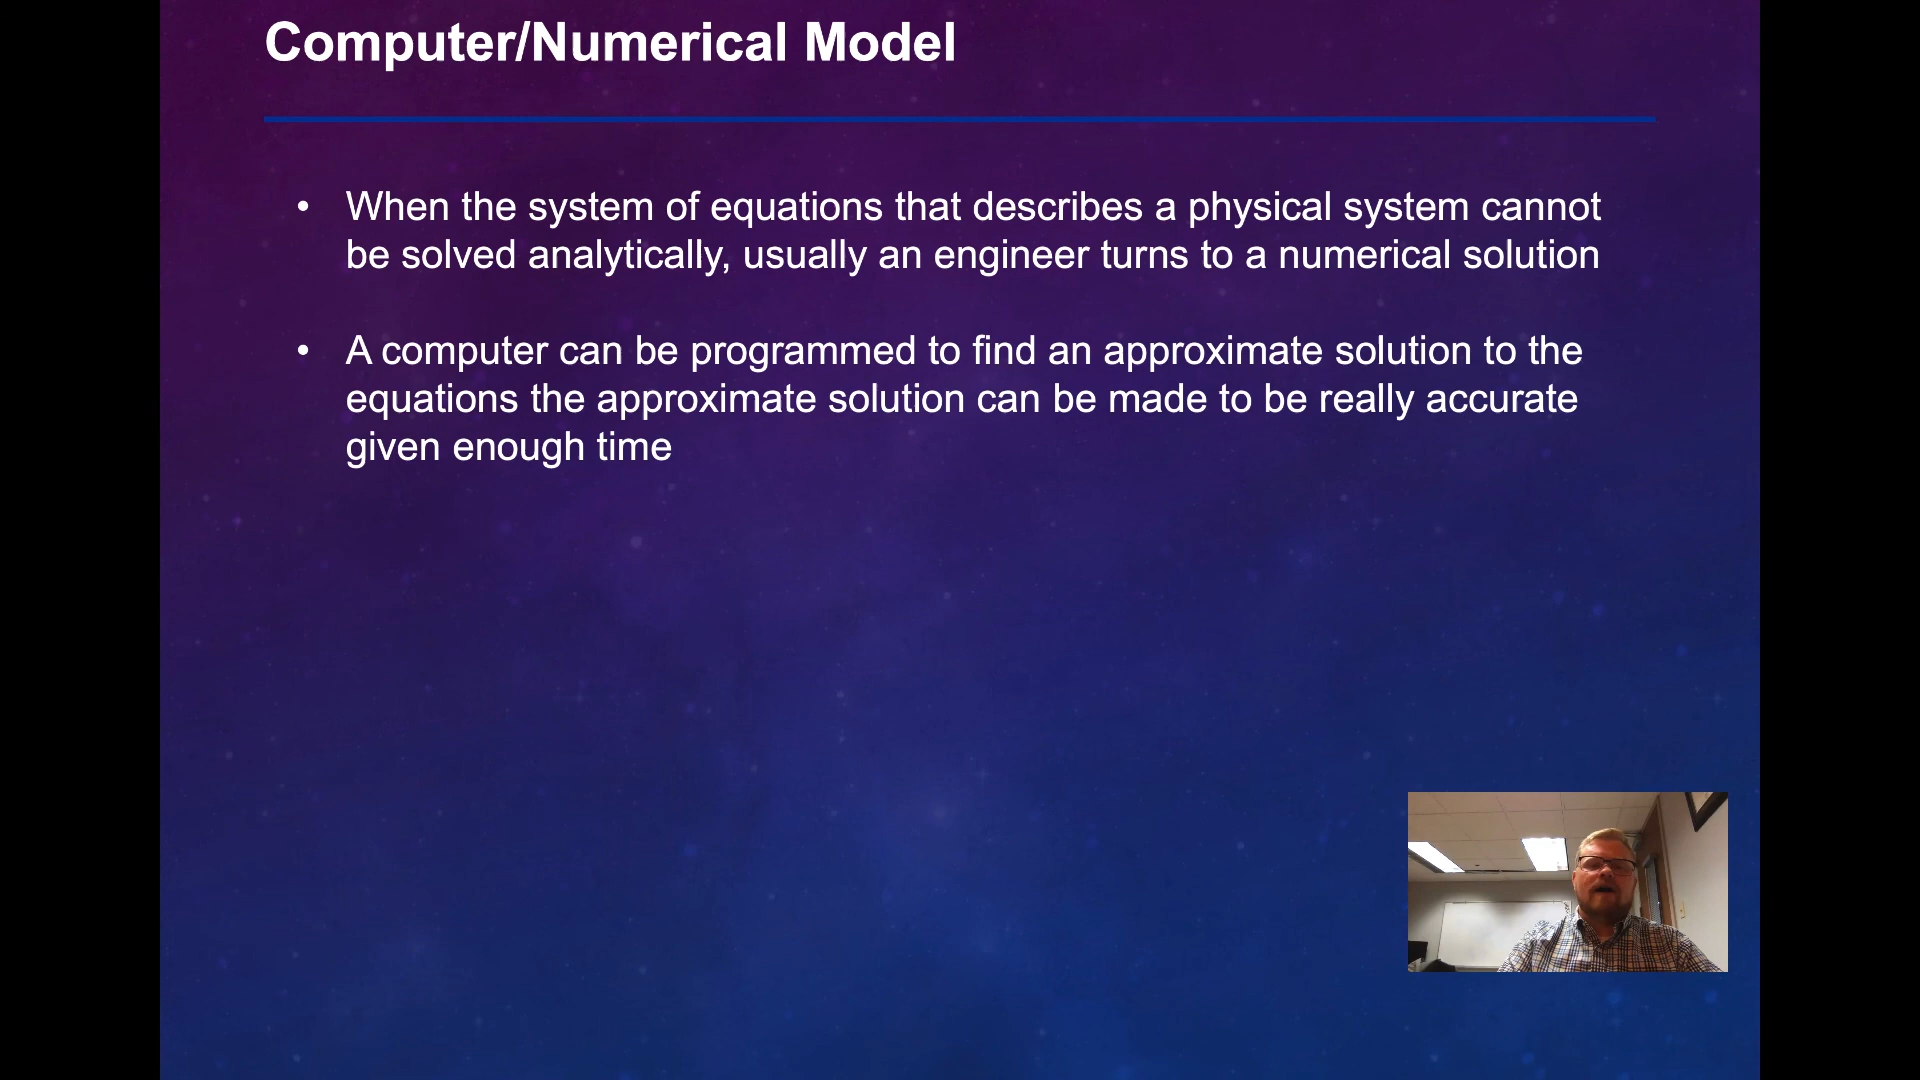 Computer/Numerical Model
• When the system of equations that describes a physical system cannot
be solved analytically, usually an engineer turns to a numerical solution
• A computer can be programmed to find an approximate solution to the
equations the approximate solution can be made to be really accurate
given enough time